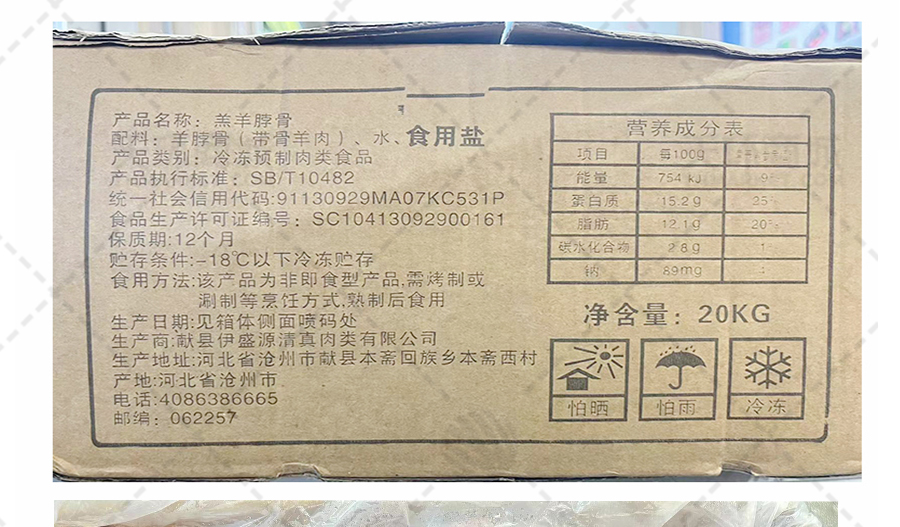 产品名称：羔羊脖骨
配料：羊脖骨（带骨羊肉）、水、食用盐
产品类别：冷冻预制肉类食品
产品执行标准：SB/T10482
统一社会信用代码:91130929MA07KC531P
食品生产许可证编号：SC10413092900161
保质期:12个月
贮存条件:-18℃以下冷冻贮存
食用方法:该产品为非即食型产品,需烤制或
涮制等烹饪方式,熟制后食用
生产日期:见箱体侧面喷码处
生产商:献县伊盛源清真肉类有限公司
生产地址:河北省沧州市献县本斋回族乡本斋西村
产地:河北省沧州市
电话:4086386665
邮编：062257
营养成分表
项目 每100g
能量 754 kJ 9%
蛋白质 15.2 g 25%
脂肪 12.1 g 20%
碳水化合物 2.8 g 1%
钠 89mg
净含量：20KG
怕晒 怕雨 冷冻